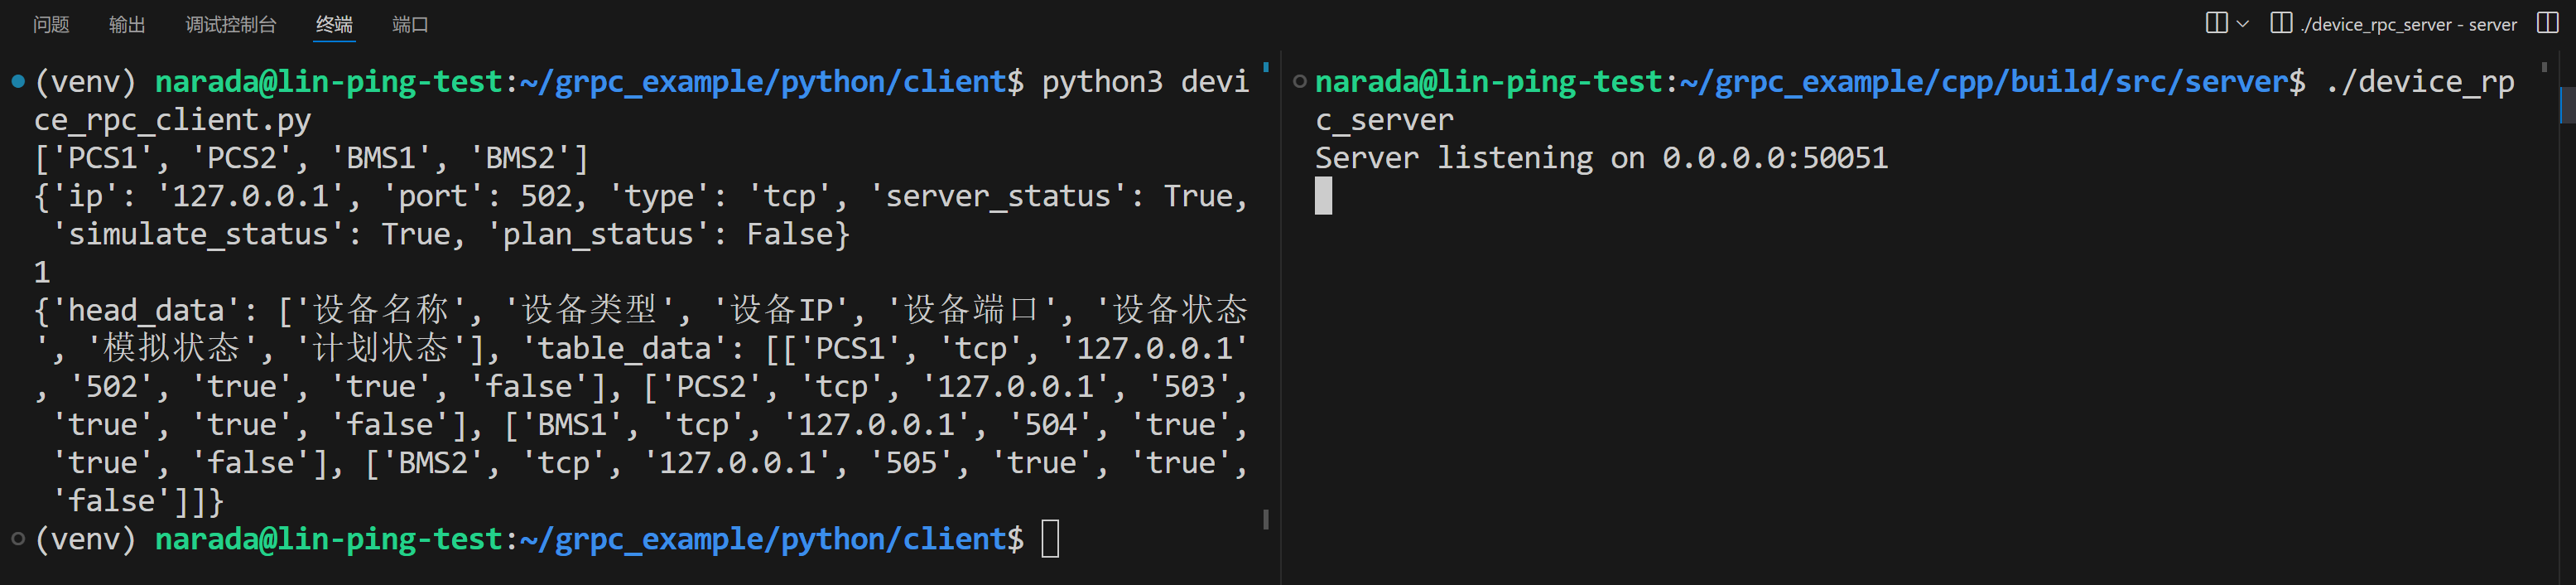 问题 输出 调试控制台 终端 端口
./device_rpc_server - server
(venv) narada@lin-ping-test:~/grpc_example/python/client$ python3 devi
ce_rpc_client.py
['PCS1', 'PCS2', 'BMS1', 'BMS2']
{'ip': '127.0.0.1', 'port': 502, 'type': 'tcp', 'server_status': True,
'simulate_status': True, 'plan_status': False}
1
{'head_data': ['设备名称', '设备类型', '设备IP', '设备端口', '设备状态
', '模拟状态', '计划状态'], 'table_data': [['PCS1', 'tcp', '127.0.0.1'
, '502', 'true', 'true', 'false'], ['PCS2', 'tcp', '127.0.0.1', '503',
'true', 'true', 'false'], ['BMS1', 'tcp', '127.0.0.1', '504', 'true',
'true', 'false'], ['BMS2', 'tcp', '127.0.0.1', '505', 'true', 'true',
'false']]}
(venv) narada@lin-ping-test:~/grpc_example/python/client$
narada@lin-ping-test:~/grpc_example/cpp/build/src/server$ ./device_rp
c_server
Server listening on 0.0.0.0:50051